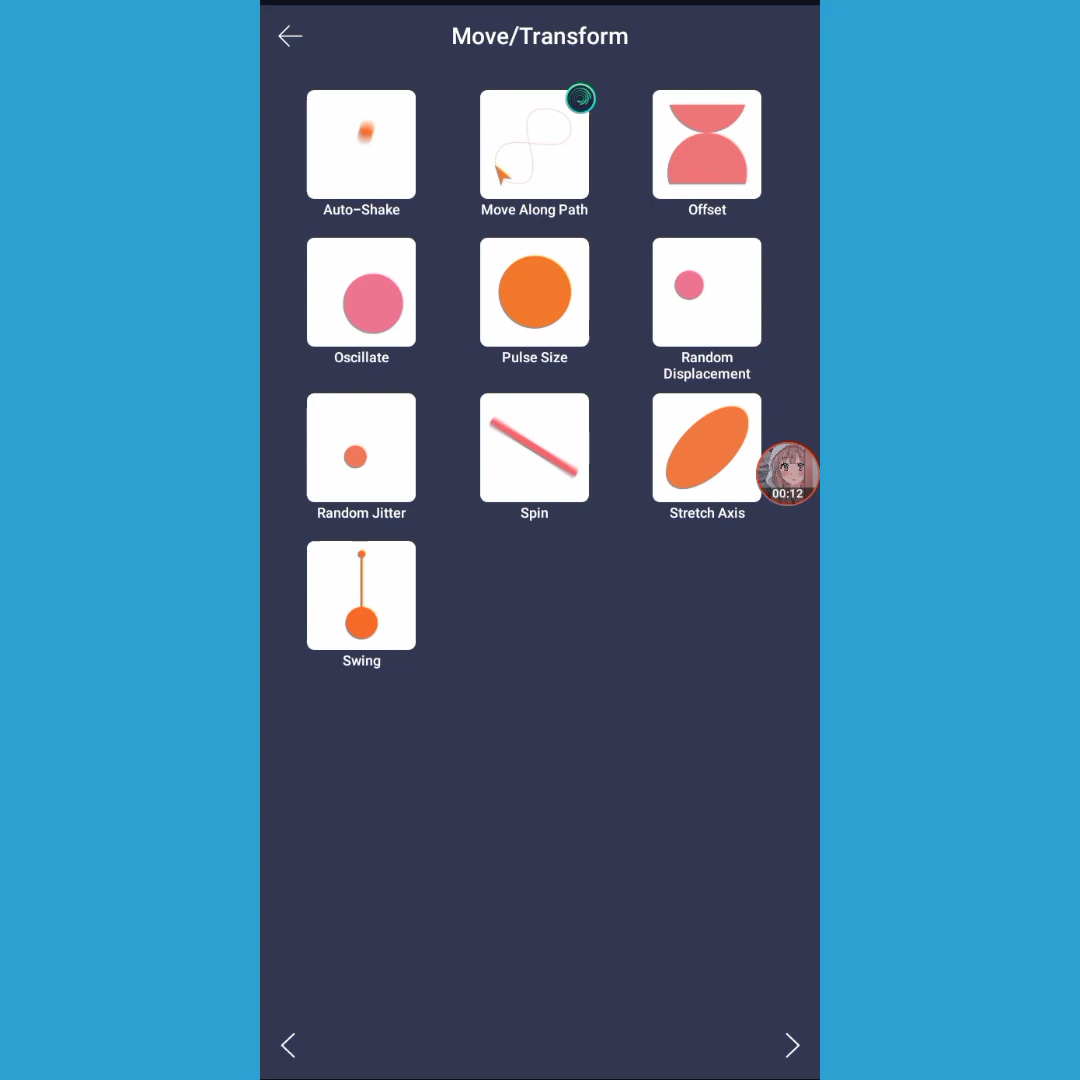 Move/Transform
Auto-Shake
Move Along Path
Offset
Oscillate
Pulse Size
Random
Displacement
Random Jitter
Spin
Stretch Axis
00:12
Swing